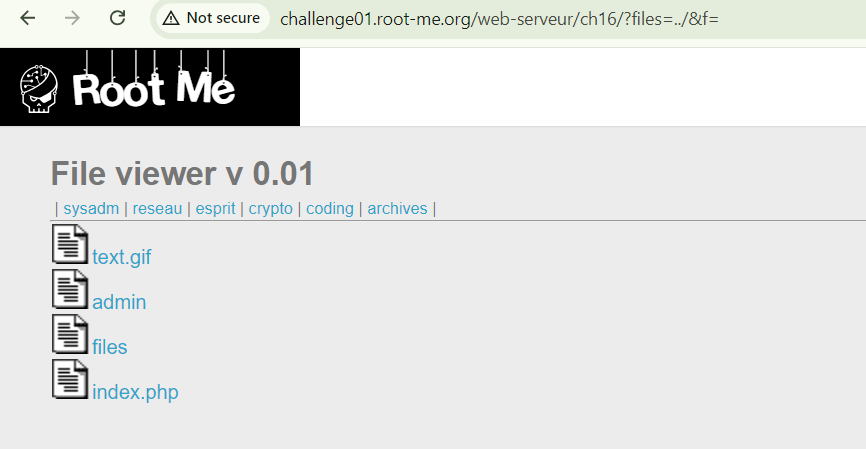 Not secure challenge01.root-me.org/web-serveur/ch16/?files=../&f=
Root Me
File viewer v 0.01
| sysadm | reseau | esprit | crypto | coding | archives |
text.gif
admin
files
index.php